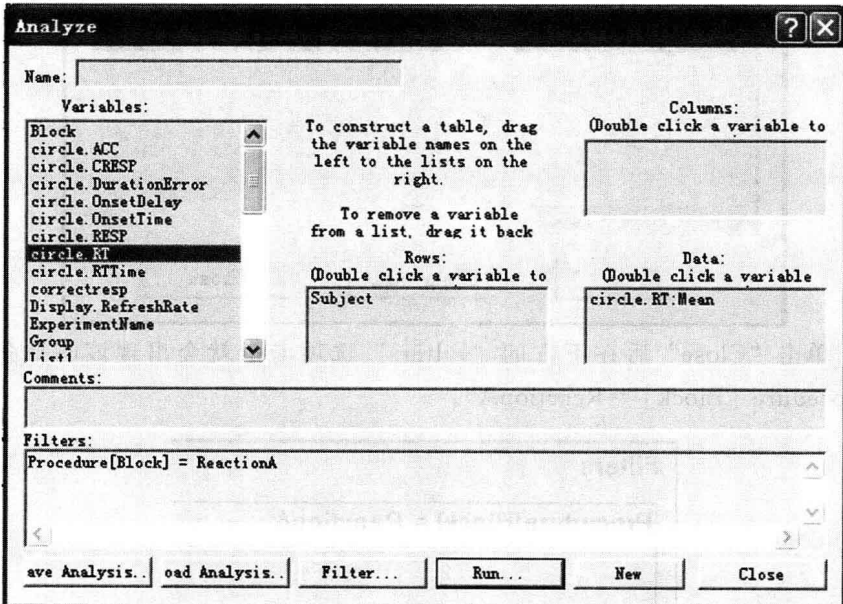 Analyze
Name:
Variables:
Block
circle.ACC
circle.CRESP
circle.DurationError
circle.OnsetDelay
circle.OnsetTime
circle.RESP
circle.RT
circle.RTTime
correctresp
Display.RefreshRate
ExperimentName
Group
To construct a table, drag
the variable names on the
left to the lists on the
right.
To remove a variable
from a list, drag it back
Columns:
(Double click a variable to
Rows:
(Double click a variable to
Subject
Data:
(Double click a variable
circle.RT:Mean
Comments:
Filters:
Procedure[Block] = ReactionA
ave Analysis..
oad Analysis..
Filter...
Run...
New
Close